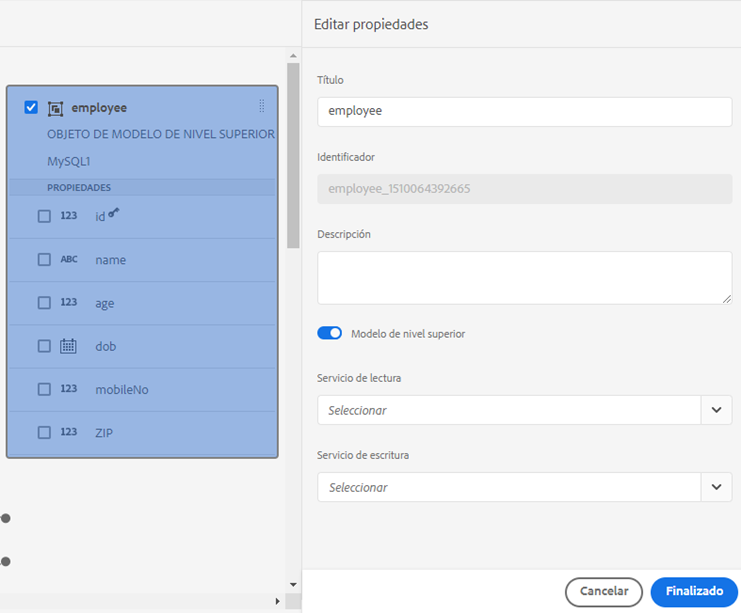 employee
OBJETO DE MODELO DE NIVEL SUPERIOR
MySQL1
PROPIEDADES
123 id
ABC name
123 age
dob
123 mobileNo
123 ZIP
Editar propiedades
Título
employee
Identificador
employee_1510064392665
Descripción
Modelo de nivel superior
Servicio de lectura
Seleccionar
Servicio de escritura
Seleccionar
Cancelar Finalizado